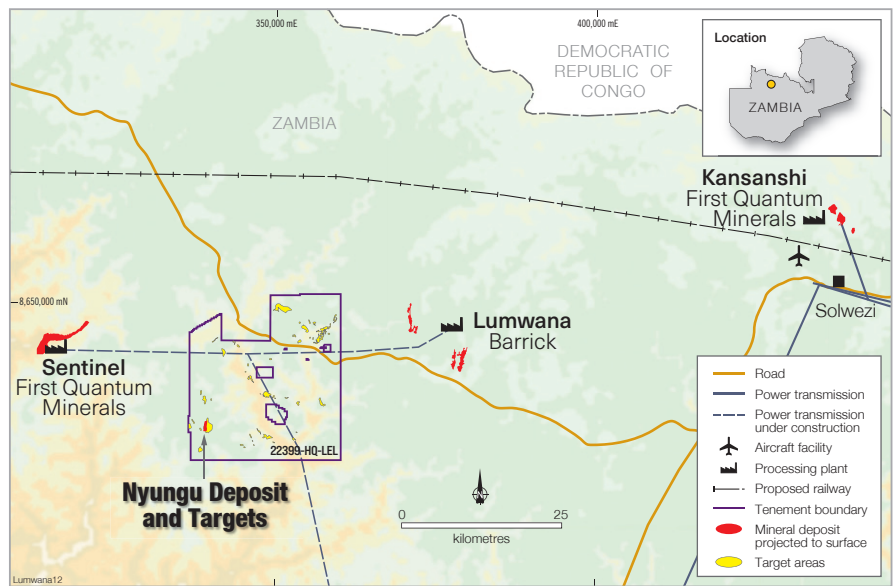 350,000 mE
400,000 mE
DEMOCRATIC
REPUBLIC OF
CONGO
ZAMBIA
Location
ZAMBIA
Kansanshi
First Quantum
Minerals
Solwezi
8,650,000 mN
Lumwana
Barrick
Sentinel
First Quantum
Minerals
22399-HQ-LEL
Nyungu Deposit
and Targets
0
25
kilometres
Road
Power transmission
Power transmission
under construction
Aircraft facility
Processing plant
Proposed railway
Tenement boundary
Mineral deposit
projected to surface
Target areas
Lumwana12